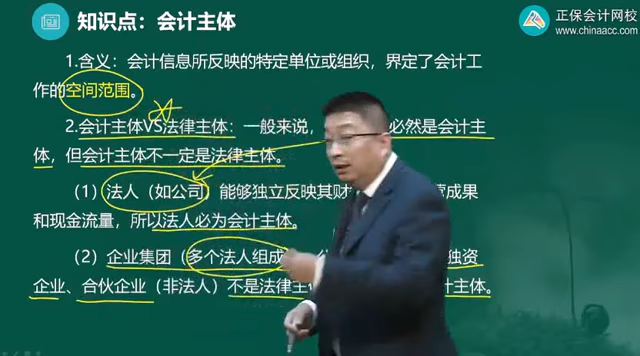 知识点：会计主体
正保会计网校
www.chinaacc.com
1.含义：会计信息所反映的特定单位或组织，界定了会计工
作的空间范围。
2.会计主体VS法律主体：一般来说，必然是会计主
体，但会计主体不一定是法律主体。
（1）法人（如公司）能够独立反映其财成果
和现金流量，所以法人必为会计主体。
（2）企业集团（多个法人组成独资
企业、合伙企业（非法人）不是法律主计主体。